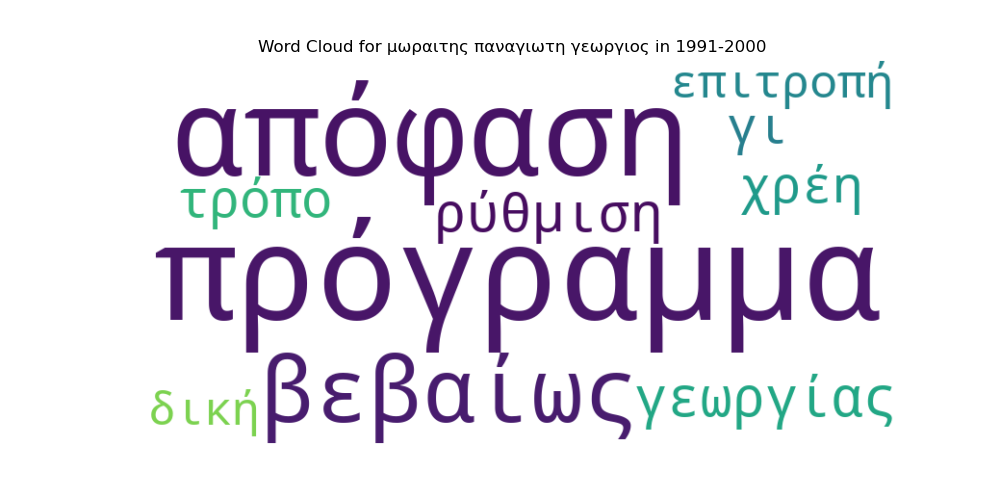 Word Cloud for μωραιτης παναγιωτη γεωργιος in 1991-2000
επιτροπή
απόφαση
γι
χρέη
τρόπο
ρύθμιση
πρόγραμμα
βεβαίως
γεωργίας
δική